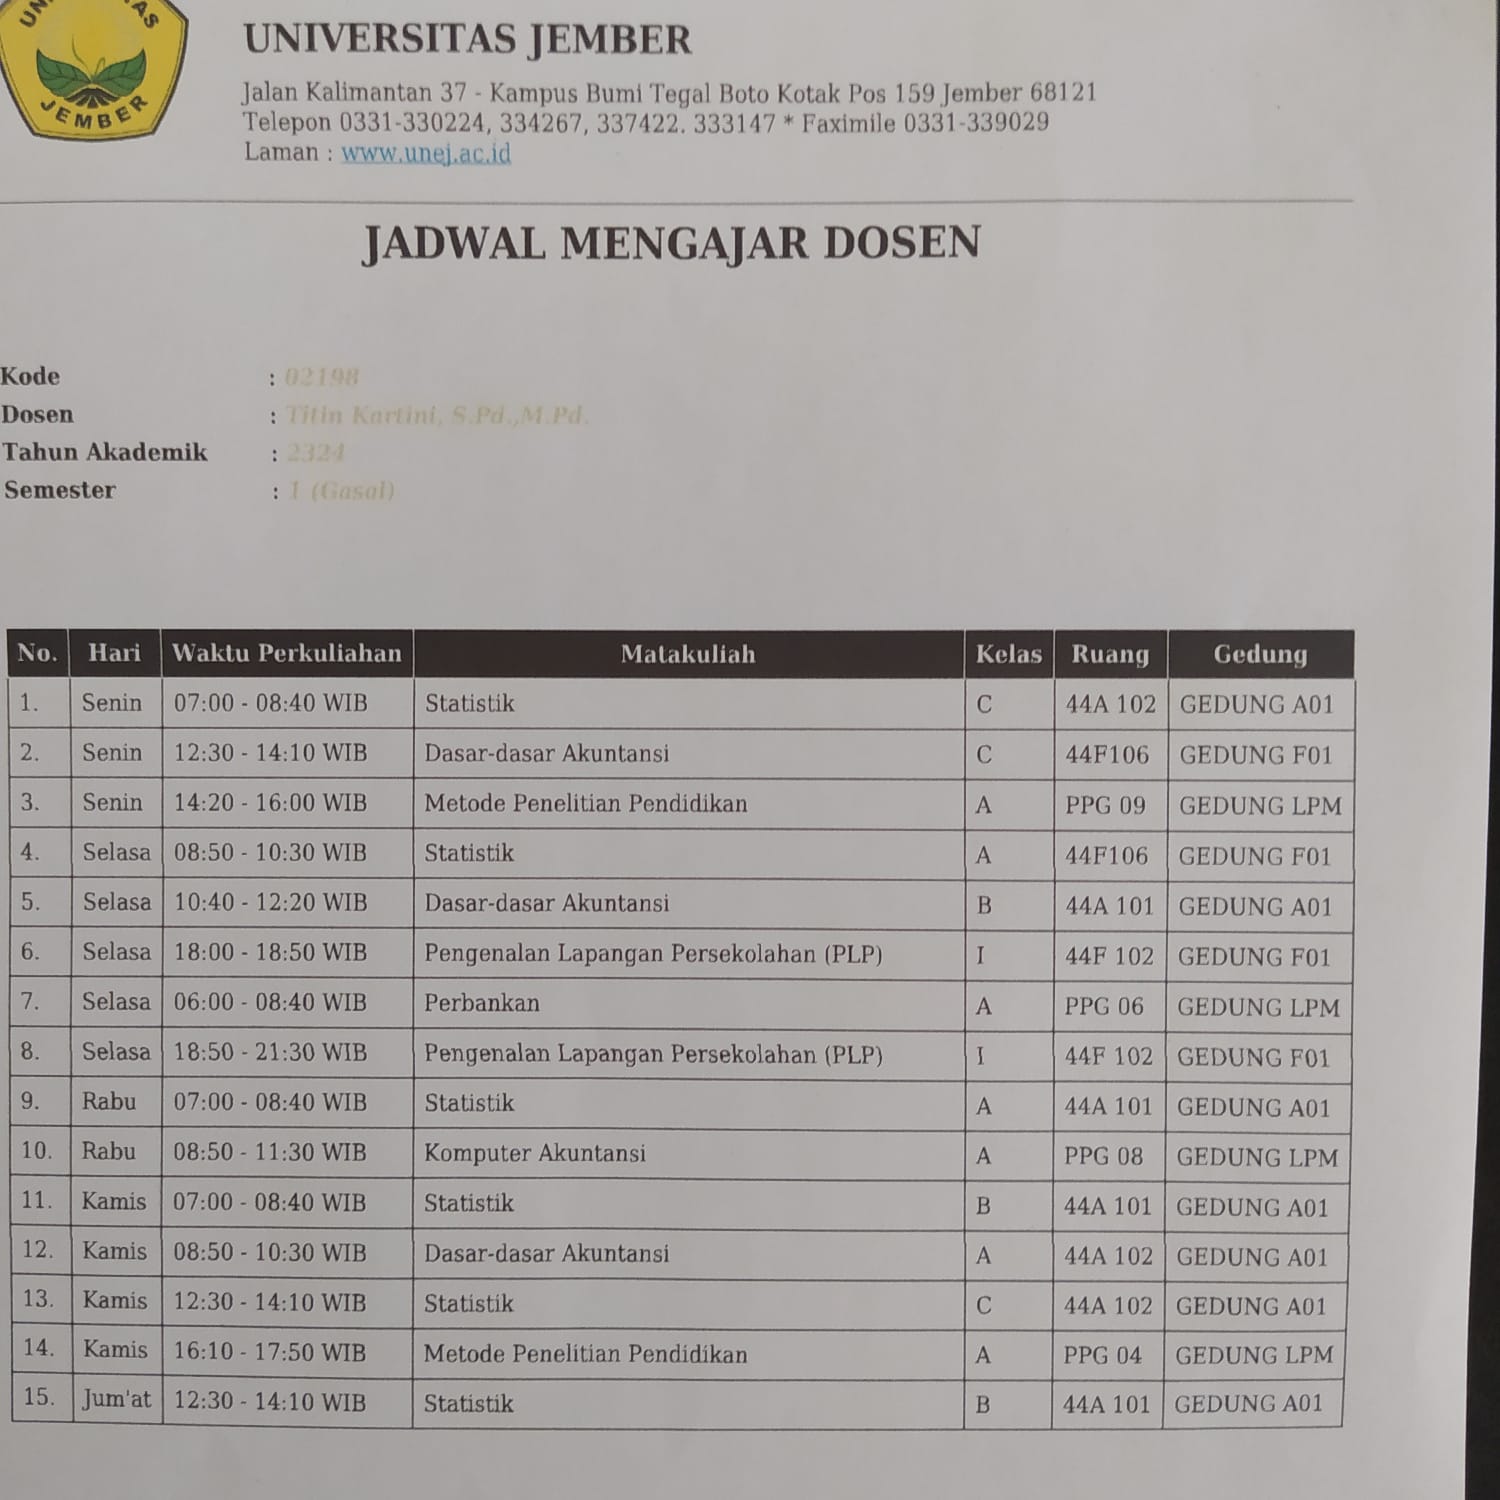 UNIVERSITAS JEMBER
Jalan Kalimantan 37 - Kampus Bumi Tegal Boto Kotak Pos 159 Jember 68121
Telepon 0331-330224, 334267, 337422. 333147 * Faximile 0331-339029
Laman : www.unej.ac.id
JEMBER
JADWAL MENGAJAR DOSEN
Kode : 02198
Dosen : Titin Kartini, S.Pd.,M.Pd.
Tahun Akademik : 2324
Semester : 1 (Gasal)
No. Hari Waktu Perkuliahan Matakuliah Kelas Ruang Gedung
1. Senin 07:00 - 08:40 WIB Statistik C 44A 102 GEDUNG A01
2. Senin 12:30 - 14:10 WIB Dasar-dasar Akuntansi C 44F106 GEDUNG F01
3. Senin 14:20 - 16:00 WIB Metode Penelitian Pendidikan A PPG 09 GEDUNG LPM
4. Selasa 08:50 - 10:30 WIB Statistik A 44F106 GEDUNG F01
5. Selasa 10:40 - 12:20 WIB Dasar-dasar Akuntansi B 44A 101 GEDUNG A01
6. Selasa 18:00 - 18:50 WIB Pengenalan Lapangan Persekolahan (PLP) I 44F 102 GEDUNG F01
7. Selasa 06:00 - 08:40 WIB Perbankan A PPG 06 GEDUNG LPM
8. Selasa 18:50 - 21:30 WIB Pengenalan Lapangan Persekolahan (PLP) I 44F 102 GEDUNG F01
9. Rabu 07:00 - 08:40 WIB Statistik A 44A 101 GEDUNG A01
10. Rabu 08:50 - 11:30 WIB Komputer Akuntansi A PPG 08 GEDUNG LPM
11. Kamis 07:00 - 08:40 WIB Statistik B 44A 101 GEDUNG A01
12. Kamis 08:50 - 10:30 WIB Dasar-dasar Akuntansi A 44A 102 GEDUNG A01
13. Kamis 12:30 - 14:10 WIB Statistik C 44A 102 GEDUNG A01
14. Kamis 16:10 - 17:50 WIB Metode Penelitian Pendidikan A PPG 04 GEDUNG LPM
15. Jum'at 12:30 - 14:10 WIB Statistik B 44A 101 GEDUNG A01